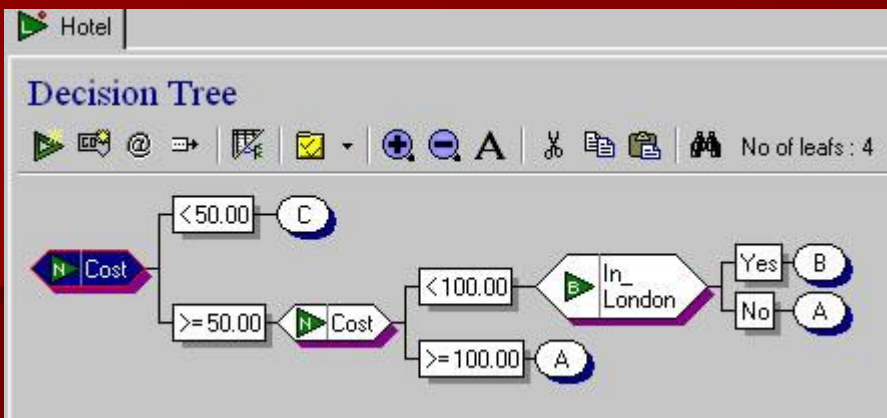 Hotel
Decision Tree
@ A No of leafs : 4
<50.00 C
N Cost
>=50.00 N Cost
<100.00 B In_
London
Yes B
No A
>=100.00 A